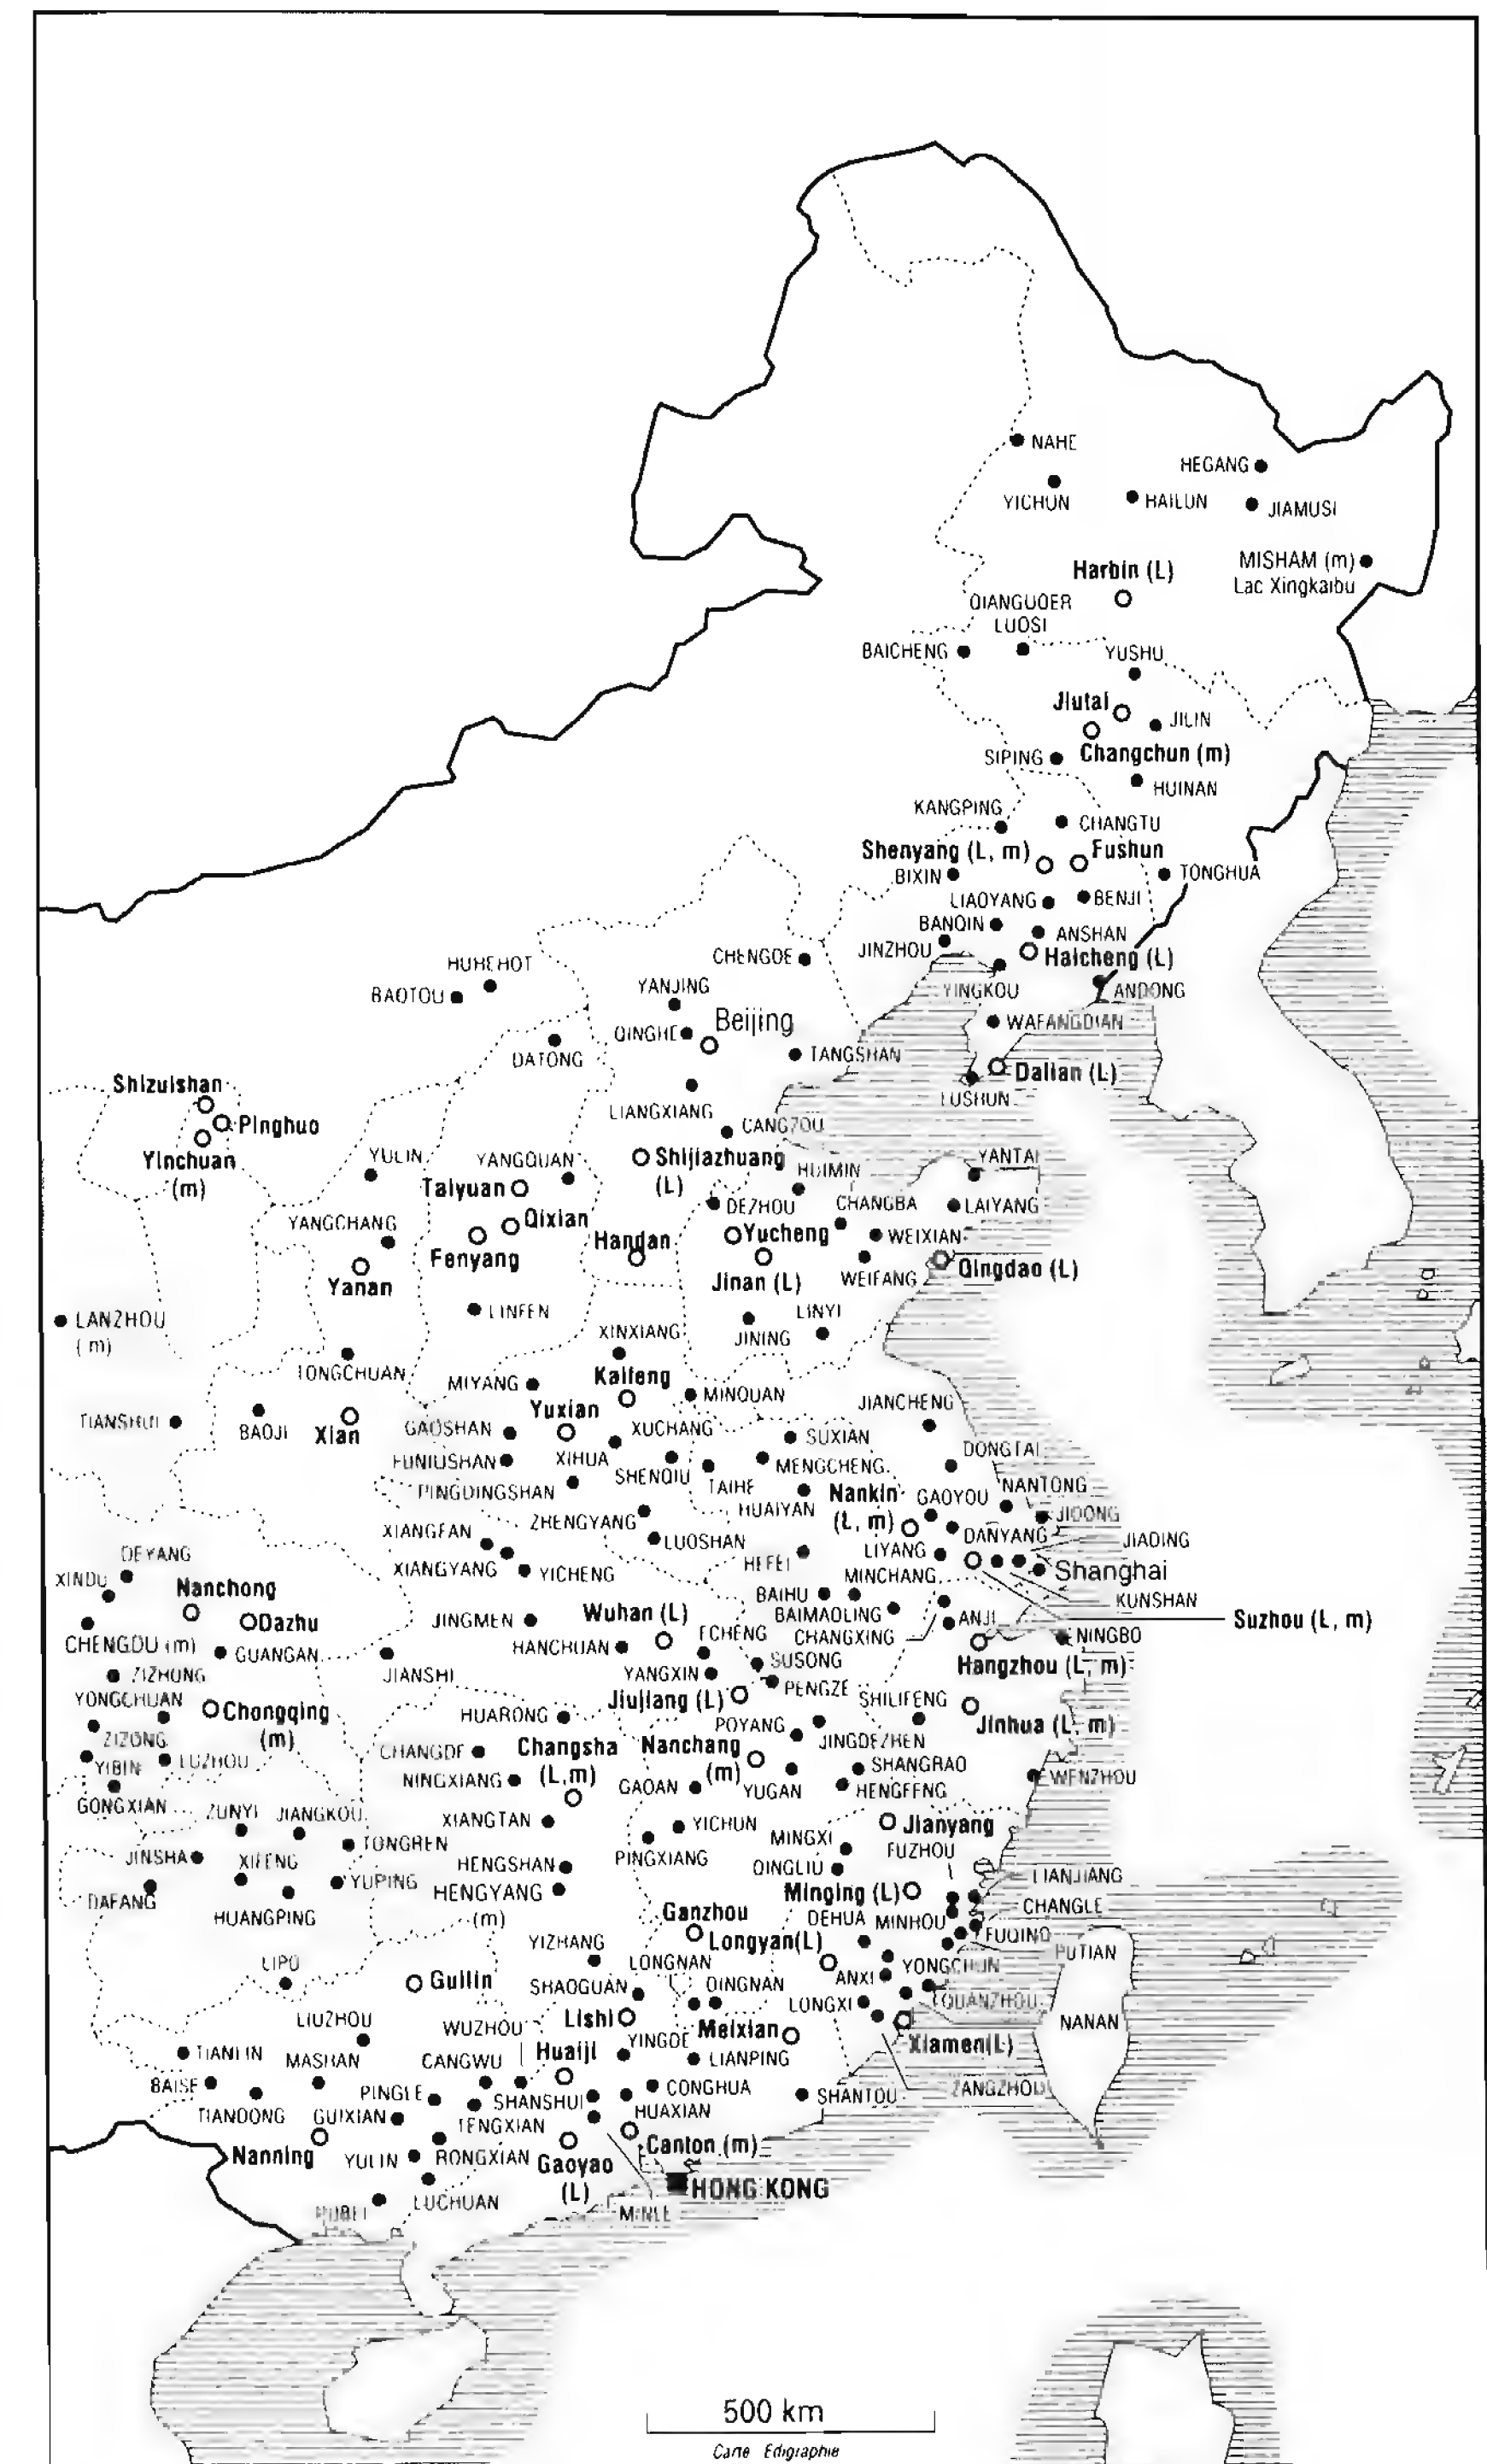 NAHE
HEGANG
YICHUN
HAILUN
JIAMUSI
MISHAM (m)
Lac Xingkaibu
Harbin (L)
QIANGUOER
LUOSI
BAICHENG
YUSHU
Jiutai
JILIN
SIPING
Changchun (m)
HUINAN
KANGPING
CHANGTU
Shenyang (L, m)
Fushun
BIXIN
TONGHUA
LIAOYANG
BENJI
BANQIN
ANSHAN
JINZHOU
Haicheng (L)
CHENGDE
HUHEHOT
BAOTOU
YANJING
YINGKOU
ANDONG
QINGHE
Beijing
WAFANGDIAN
DATONG
TANGSHAN
Shizuishan
Dalian (L)
LUSHUN
LIANGXIANG
Pinghuo
CANGZOU
Yinchuan
(m)
YULIN
YANGQUAN
Shijiazhuang
(L)
HUIMIN
YANTAI
Taiyuan
DEZHOU
CHANGBA
LAIYANG
YANGCHANG
Qixian
Yucheng
WEIXIAN
Fenyang
Handan
Yanan
Jinan (L)
WEIFANG
Qingdao (L)
LANZHOU
(m)
LINFEN
LINYI
XINXIANG
JINING
TONGCHUAN
MIYANG
Kaifeng
MINQUAN
JIANCHENG
TIANSHUI
BAOJI
Xian
Yuxian
GAOSHAN
XUCHANG
SUXIAN
DONGTAI
FUNIUSHAN
XIHUA
SHENQIU
MENGCHENG
PINGDINGSHAN
TAIHE
HUAIYAN
Nankin
(L, m)
GAOYOU
NANTONG
JIDONG
XIANGFAN
ZHENGYANG
LUOSHAN
DANYANG
JIADING
DEYANG
XIANGYANG
YICHENG
HEFEI
LIYANG
Shanghai
XINDU
Nanchong
MINCHANG
BAIHU
KUNSHAN
Dazhu
JINGMEN
Wuhan (L)
BAIMAOLING
ANJI
Suzhou (L, m)
CHENGDU (m)
GUANGAN
HANCHUAN
ECHENG
CHANGXING
NINGBO
ZIZHONG
JIANSHI
YANGXIN
SUSONG
Hangzhou (L, m)
YONGCHUAN
Chongqing
(m)
Jiujiang (L)
PENGZE
SHILIFENG
HUARONG
POYANG
Jinhua (L, m)
ZIZONG
CHANGDE
Changsha
(L,m)
Nanchang
(m)
JINGDEZHEN
YIBIN
LUZHOU
NINGXIANG
GAOAN
YUGAN
SHANGRAO
HENGFENG
WENZHOU
GONGXIAN
ZUNYI
JIANGKOU
XIANGTAN
YICHUN
Jianyang
TONGREN
MINGXI
FUZHOU
JINSHA
XIFENG
HENGSHAN
PINGXIANG
QINGLIU
LIANJIANG
DAFANG
YUPING
HENGYANG
(m)
Minging (L)
CHANGLE
HUANGPING
Ganzhou
DEHUA
MINHOU
FUQING
YIZHANG
Longyan(L)
PUTIAN
LIPU
Guilin
LONGNAN
ANXI
YONGCHUN
SHAOGUAN
QINGNAN
LONGXI
QUANZHOU
NANAN
LIUZHOU
WUZHOU
Lishi
YINGDE
Meixian
Xiamen(L)
TIANLIN
MASHAN
CANGWU
Huaiji
LIANPING
BAISE
PINGLE
SHANSHUI
CONGHUA
SHANTOU
ZANGZHOU
TIANDONG
GUIXIAN
TENGXIAN
HUAXIAN
Nanning
YULIN
RONGXIAN
Gaoyao
(L)
Canton (m)
LUCHUAN
HONG KONG
MINLE
500 km
Carte Edigraphie